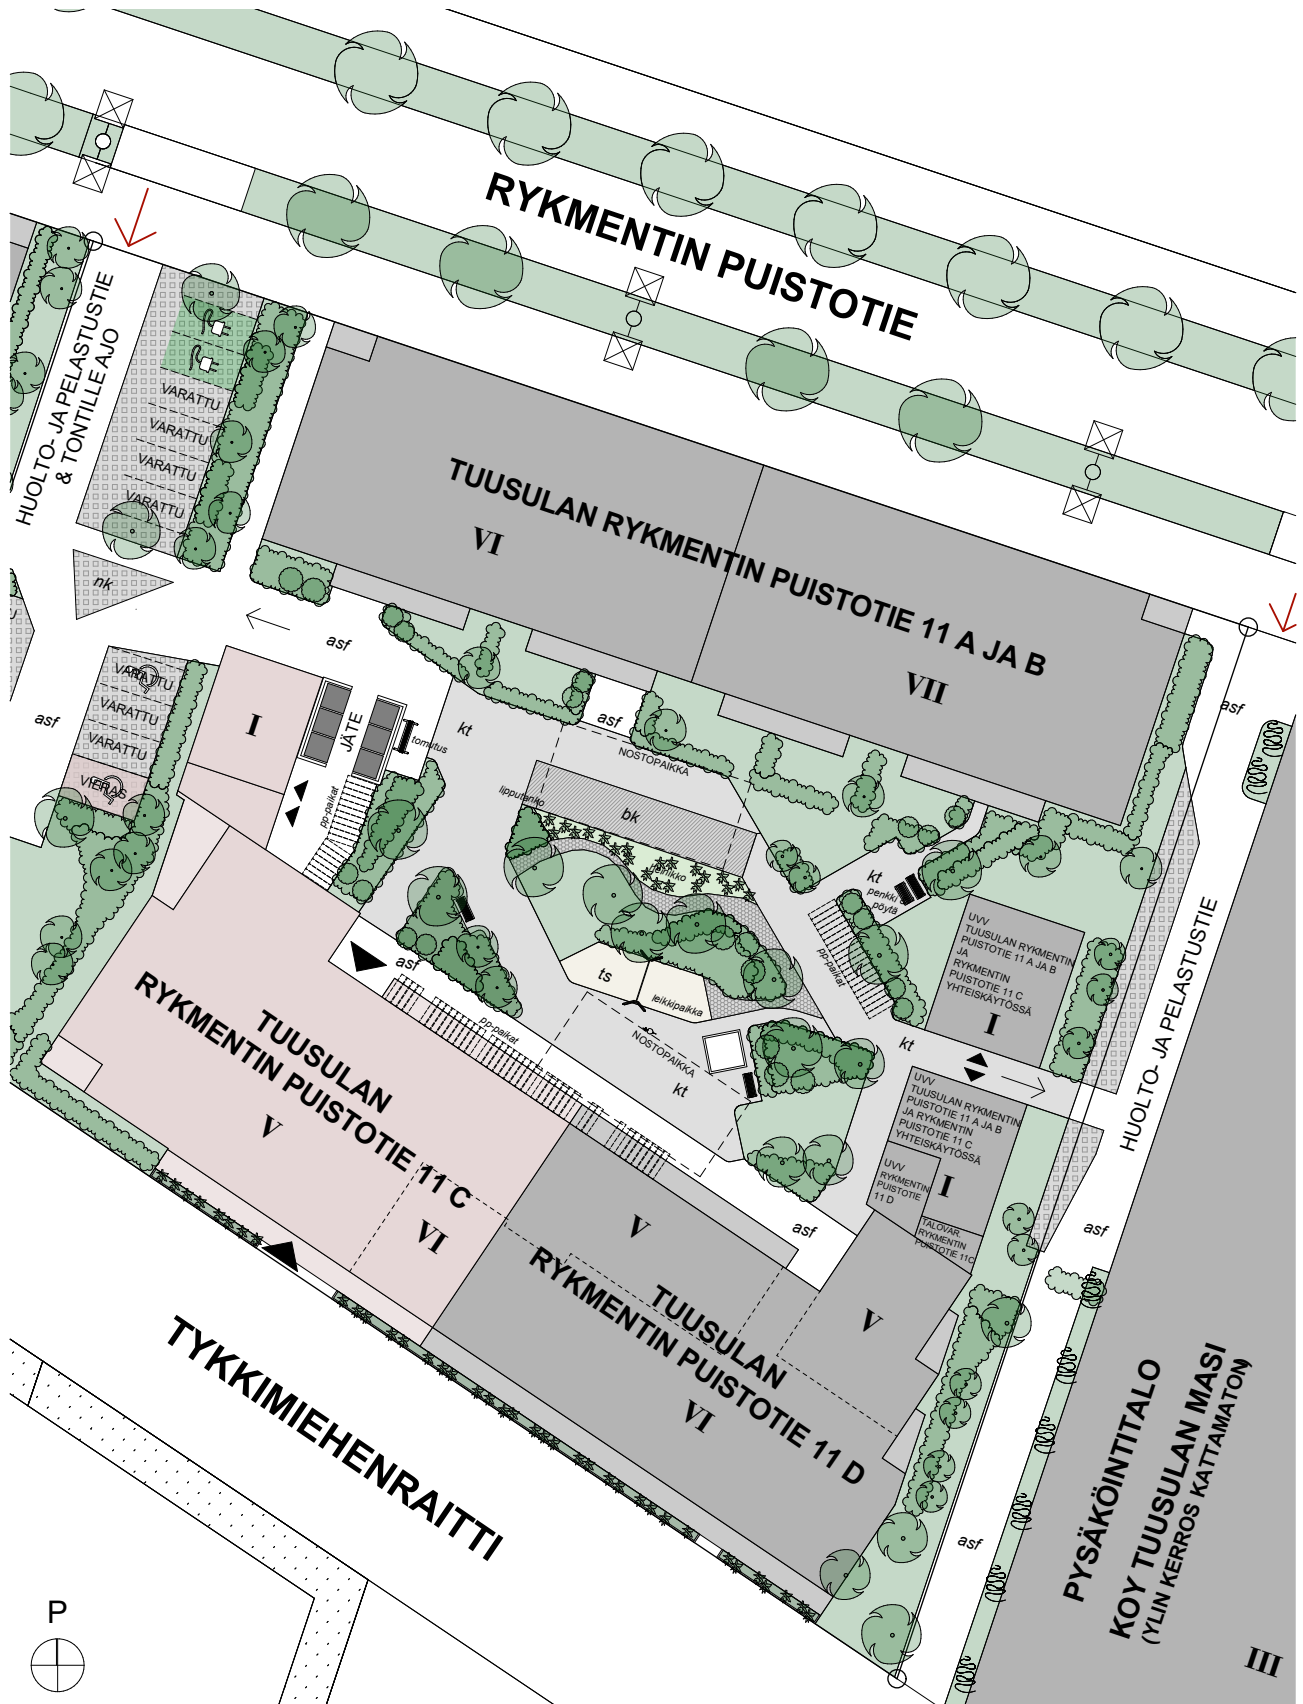 RYKMENTIN PUISTOTIE
HUOLTO- JA PELASTUSTIE
& TONTILLE AJO
VARATTU
VARATTU
VARATTU
VARATTU
nk
asf
TUUSULAN RYKMENTIN PUISTOTIE 11 A JA B
VI
VII
asf
VARATTU
VARATTU
VARATTU
VIERAS
I
JÄTE
tomutus
pp-paikat
kt
asf
NOSTOPAIKKA
lipputanko
bk
kt
penkki
pöytä
pp-paikat
asf
HUOLTO- JA PELASTUSTIE
UVV
TUUSULAN RYKMENTIN
PUISTOTIE 11 A JA B
JA
RYKMENTIN
PUISTOTIE 11 C
YHTEISKÄYTÖSSÄ
I
asf
pp-paikat
ts
leikkipaikka
NOSTOPAIKKA
kt
kt
UVV
TUUSULAN RYKMENTIN
PUISTOTIE 11 A JA B
JA RYKMENTIN
PUISTOTIE 11 C
YHTEISKÄYTÖSSÄ
I
UVV
RYKMENTIN
PUISTOTIE
11 D
TALOVAR.
RYKMENTIN
PUISTOTIE 11C
TUUSULAN
RYKMENTIN PUISTOTIE 11 C
V
VI
asf
asf
V
V
TUUSULAN
RYKMENTIN PUISTOTIE 11 D
VI
TYKKIMIEHENRAITTI
asf
PYSÄKÖINTITALO
KOY TUUSULAN MASI
(YLIN KERROS KATTAMATON)
III
P